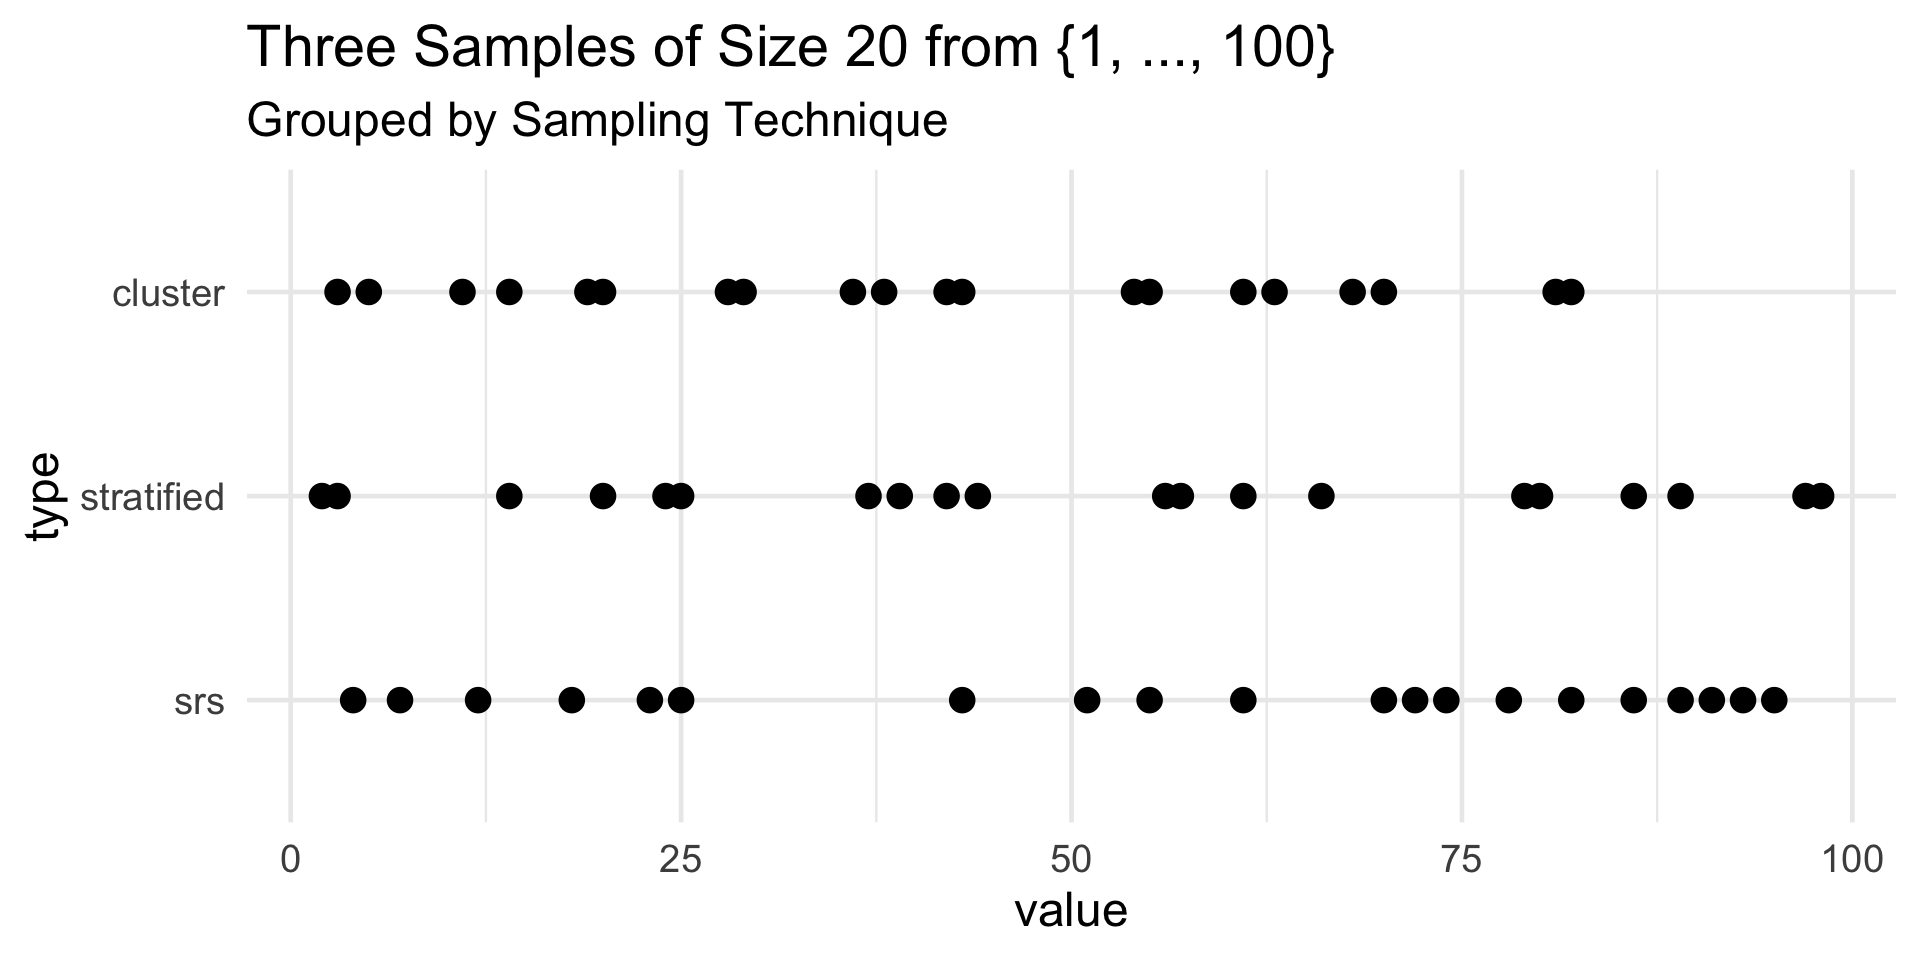 Three Samples of Size 20 from {1, ..., 100}
Grouped by Sampling Technique
type
cluster
stratified
srs
0 25 50 75 100
value